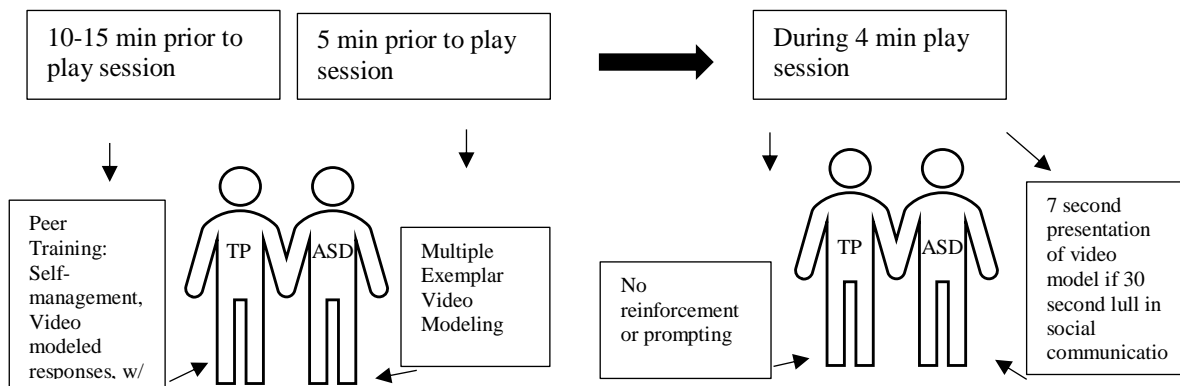 10-15 min prior to
play session
5 min prior to play
session
During 4 min play
session
Peer
Training:
Self-
management,
Video
modeled
responses, w/
TP
ASD
Multiple
Exemplar
Video
Modeling
No
reinforcement
or prompting
TP
ASD
7 second
presentation
of video
model if 30
second lull in
social
communicatio